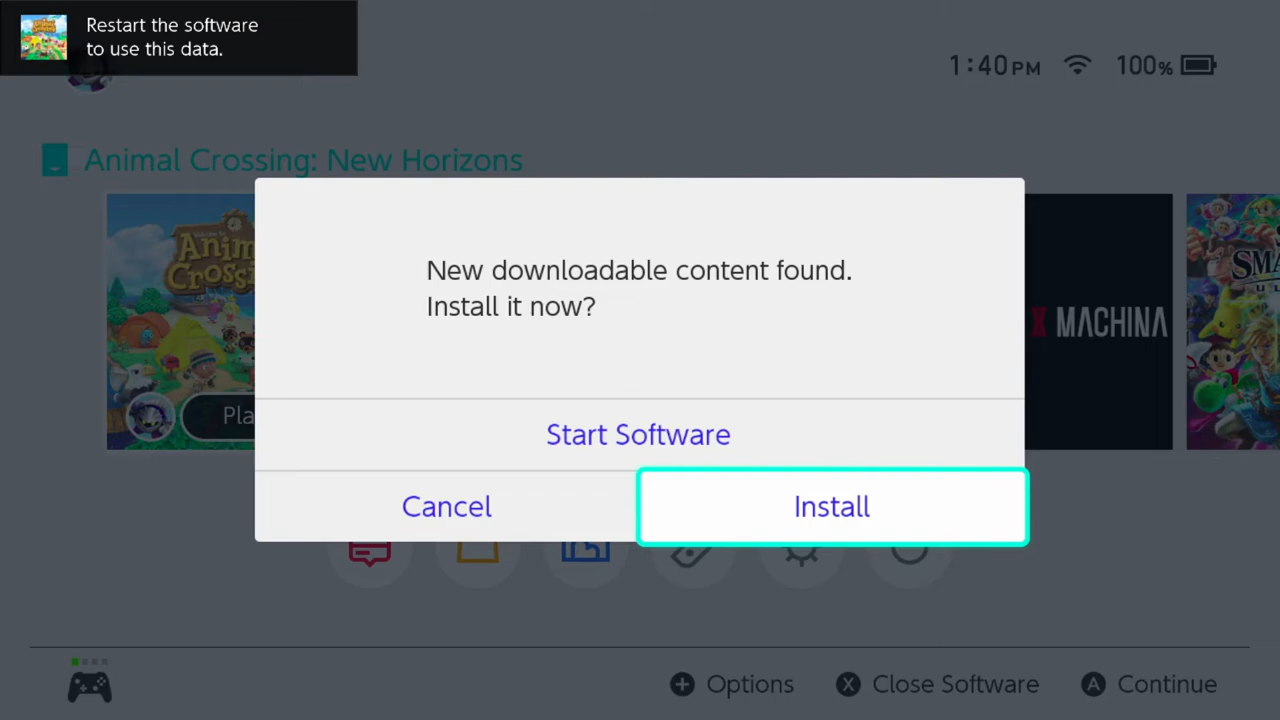 Restart the software
to use this data.
1:40PM
100%
Animal Crossing: New Horizons
New downloadable content found.
Install it now?
MACHINA
Start Software
Cancel
Install
Options
Close Software
Continue